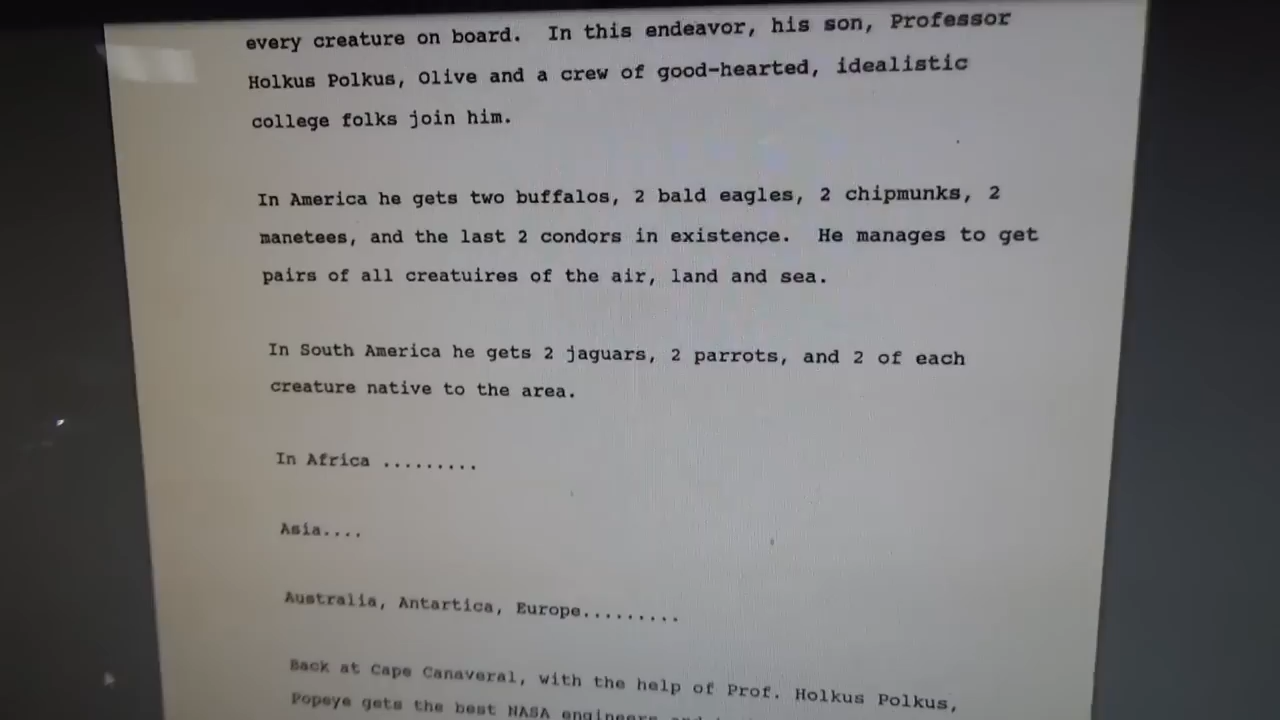 every creature on board.  In this endeavor, his son, Professor
Holkus Polkus, Olive and a crew of good-hearted, idealistic
college folks join him.
In America he gets two buffalos, 2 bald eagles, 2 chipmunks, 2
manetees, and the last 2 condors in existence.  He manages to get
pairs of all creatuires of the air, land and sea.
In South America he gets 2 jaguars, 2 parrots, and 2 of each
creature native to the area.
In Africa .........
Asia....
Australia, Antartica, Europe.........
Back at Cape Canaveral, with the help of Prof. Holkus Polkus,
Popeye gets the best NASA engineers and